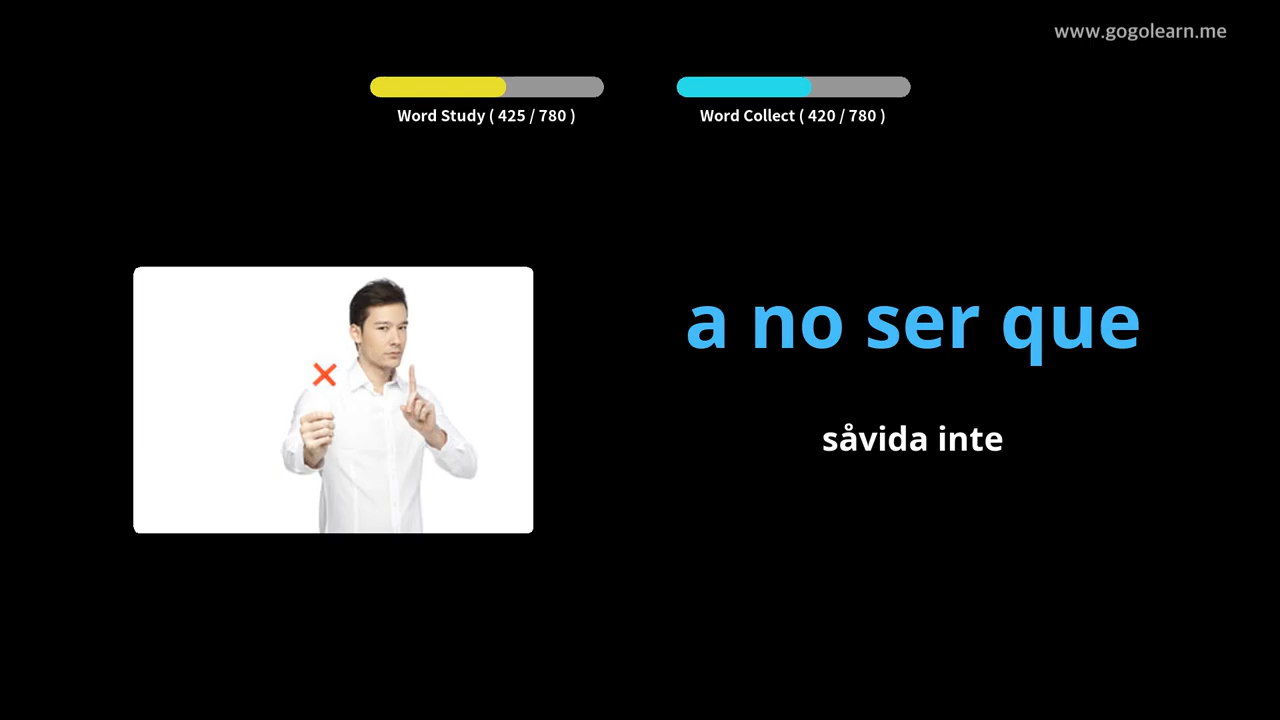 www.gogolearn.me
Word Study ( 425 / 780 )
Word Collect ( 420 / 780 )
a no ser que
såvida inte